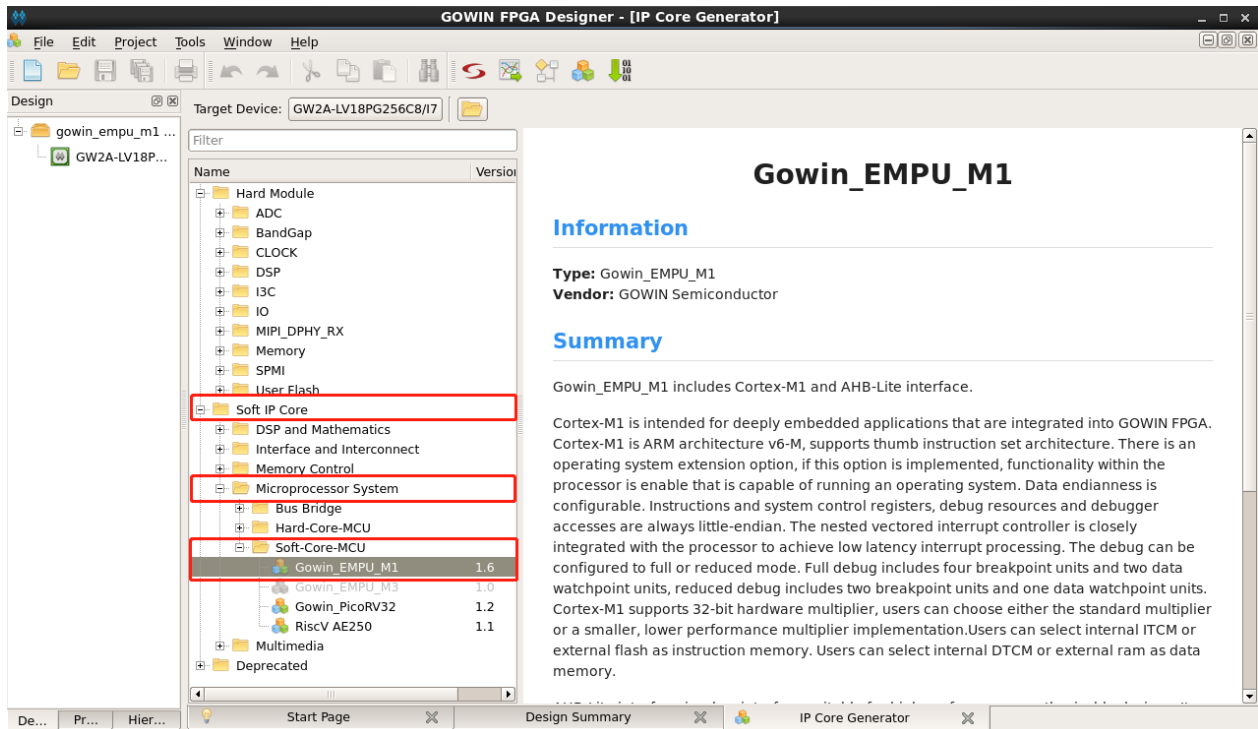 GOWIN FPGA Designer - [IP Core Generator]
File Edit Project Tools Window Help
Design
Target Device: GW2A-LV18PG256C8/I7
gowin_empu_m1 ...
GW2A-LV18P...
Filter
Name Version
Hard Module
ADC
BandGap
CLOCK
DSP
I3C
IO
MIPI_DPHY_RX
Memory
SPMI
User Flash
Soft IP Core
DSP and Mathematics
Interface and Interconnect
Memory Control
Microprocessor System
Bus Bridge
Hard-Core-MCU
Soft-Core-MCU
Gowin_EMPU_M1 1.6
Gowin_EMPU_M3 1.0
Gowin_PicoRV32 1.2
RiscV AE250 1.1
Multimedia
Deprecated
Gowin_EMPU_M1
Information
Type: Gowin_EMPU_M1
Vendor: GOWIN Semiconductor
Summary
Gowin_EMPU_M1 includes Cortex-M1 and AHB-Lite interface.
Cortex-M1 is intended for deeply embedded applications that are integrated into GOWIN FPGA.
Cortex-M1 is ARM architecture v6-M, supports thumb instruction set architecture. There is an
operating system extension option, if this option is implemented, functionality within the
processor is enable that is capable of running an operating system. Data endianness is
configurable. Instructions and system control registers, debug resources and debugger
accesses are always little-endian. The nested vectored interrupt controller is closely
integrated with the processor to achieve low latency interrupt processing. The debug can be
configured to full or reduced mode. Full debug includes four breakpoint units and two data
watchpoint units, reduced debug includes two breakpoint units and one data watchpoint units.
Cortex-M1 supports 32-bit hardware multiplier, users can choose either the standard multiplier
or a smaller, lower performance multiplier implementation.Users can select internal ITCM or
external flash as instruction memory. Users can select internal DTCM or external ram as data
memory.
De... Pr... Hier...
Start Page Design Summary IP Core Generator